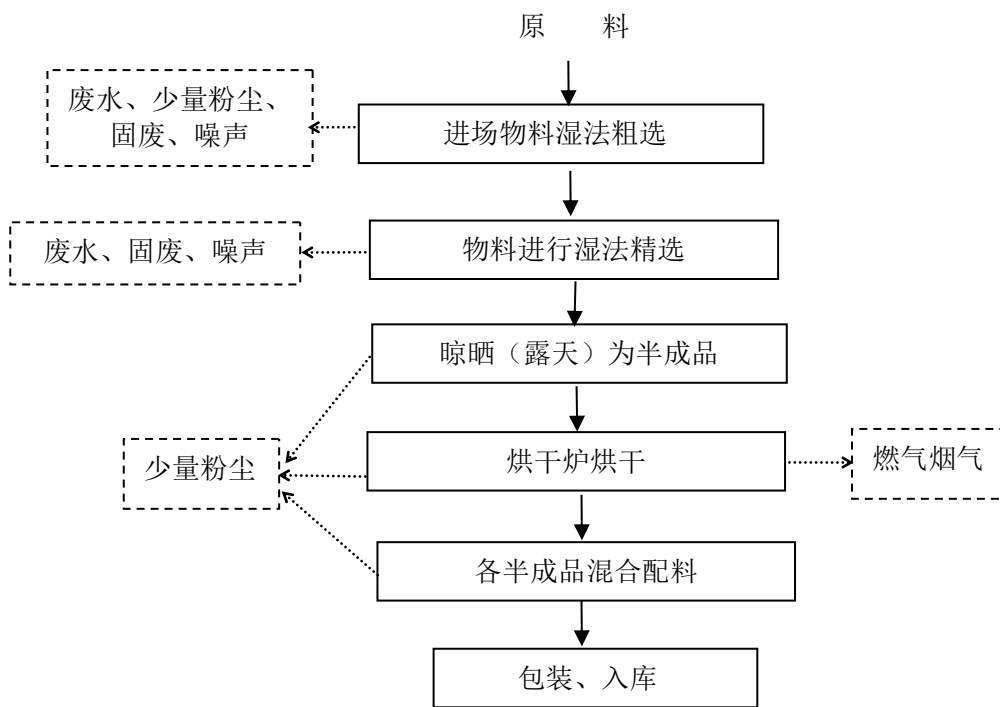 原 料
废水、少量粉尘、
固废、噪声
进场物料湿法粗选
废水、固废、噪声
物料进行湿法精选
晾晒（露天）为半成品
少量粉尘
烘干炉烘干
燃气烟气
各半成品混合配料
包装、入库